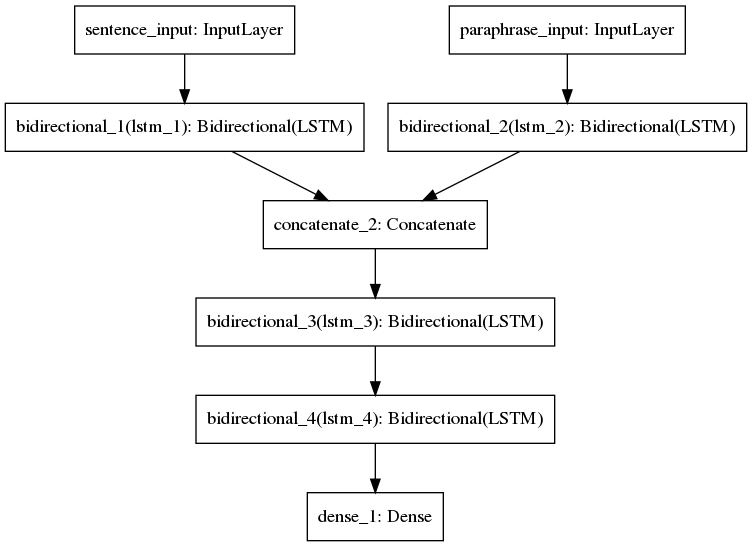 sentence_input: InputLayer
paraphrase_input: InputLayer
bidirectional_1(lstm_1): Bidirectional(LSTM)
bidirectional_2(lstm_2): Bidirectional(LSTM)
concatenate_2: Concatenate
bidirectional_3(lstm_3): Bidirectional(LSTM)
bidirectional_4(lstm_4): Bidirectional(LSTM)
dense_1: Dense